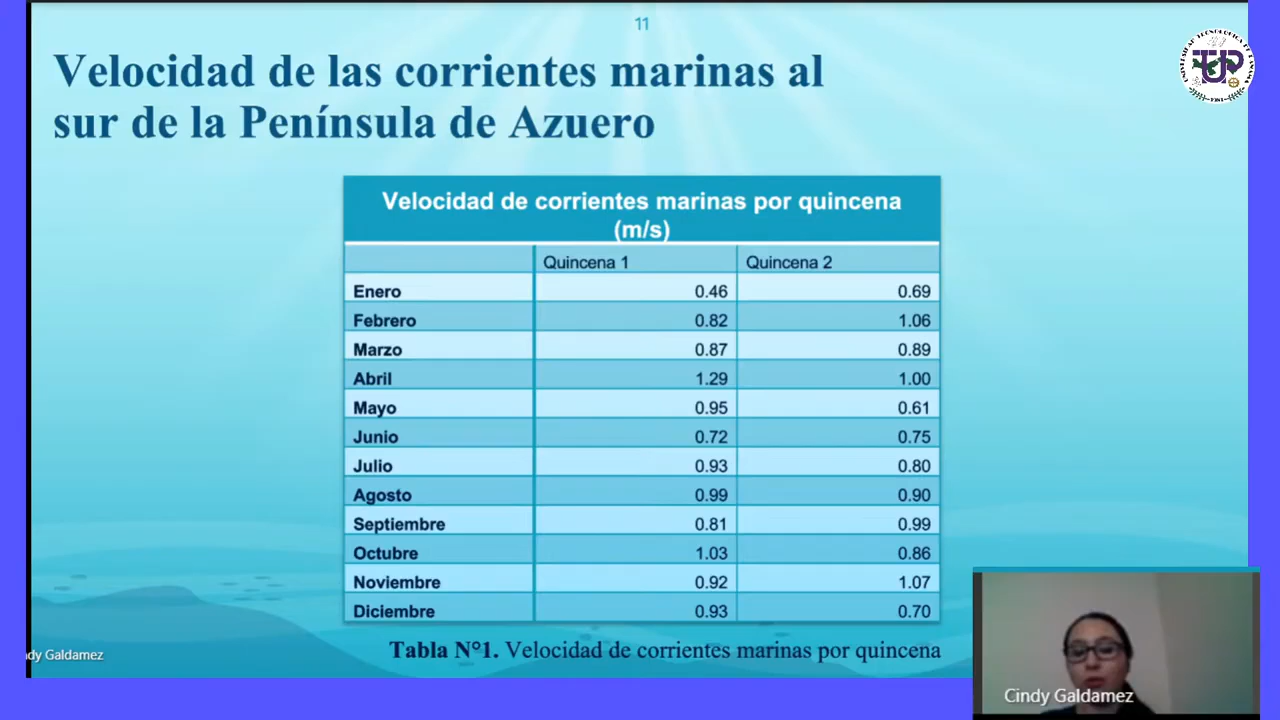 11
Velocidad de las corrientes marinas al
sur de la Península de Azuero
Velocidad de corrientes marinas por quincena
(m/s)
Quincena 1 Quincena 2
Enero 0.46 0.69
Febrero 0.82 1.06
Marzo 0.87 0.89
Abril 1.29 1.00
Mayo 0.95 0.61
Junio 0.72 0.75
Julio 0.93 0.80
Agosto 0.99 0.90
Septiembre 0.81 0.99
Octubre 1.03 0.86
Noviembre 0.92 1.07
Diciembre 0.93 0.70
Tabla N°1. Velocidad de corrientes marinas por quincena
ndy Galdamez
Cindy Galdamez
UTP